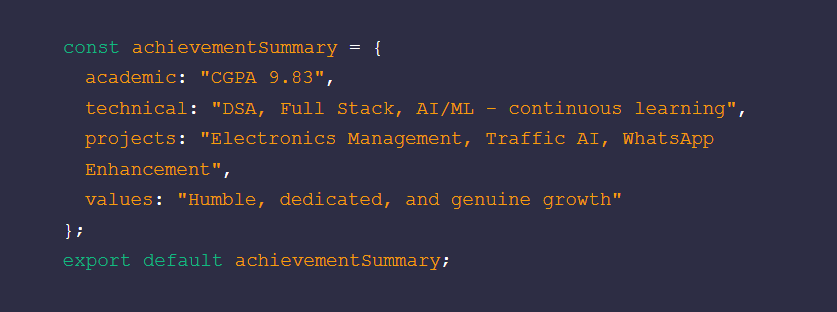 const achievementSummary = {
  academic: "CGPA 9.83",
  technical: "DSA, Full Stack, AI/ML – continuous learning",
  projects: "Electronics Management, Traffic AI, WhatsApp
  Enhancement",
  values: "Humble, dedicated, and genuine growth"
};
export default achievementSummary;